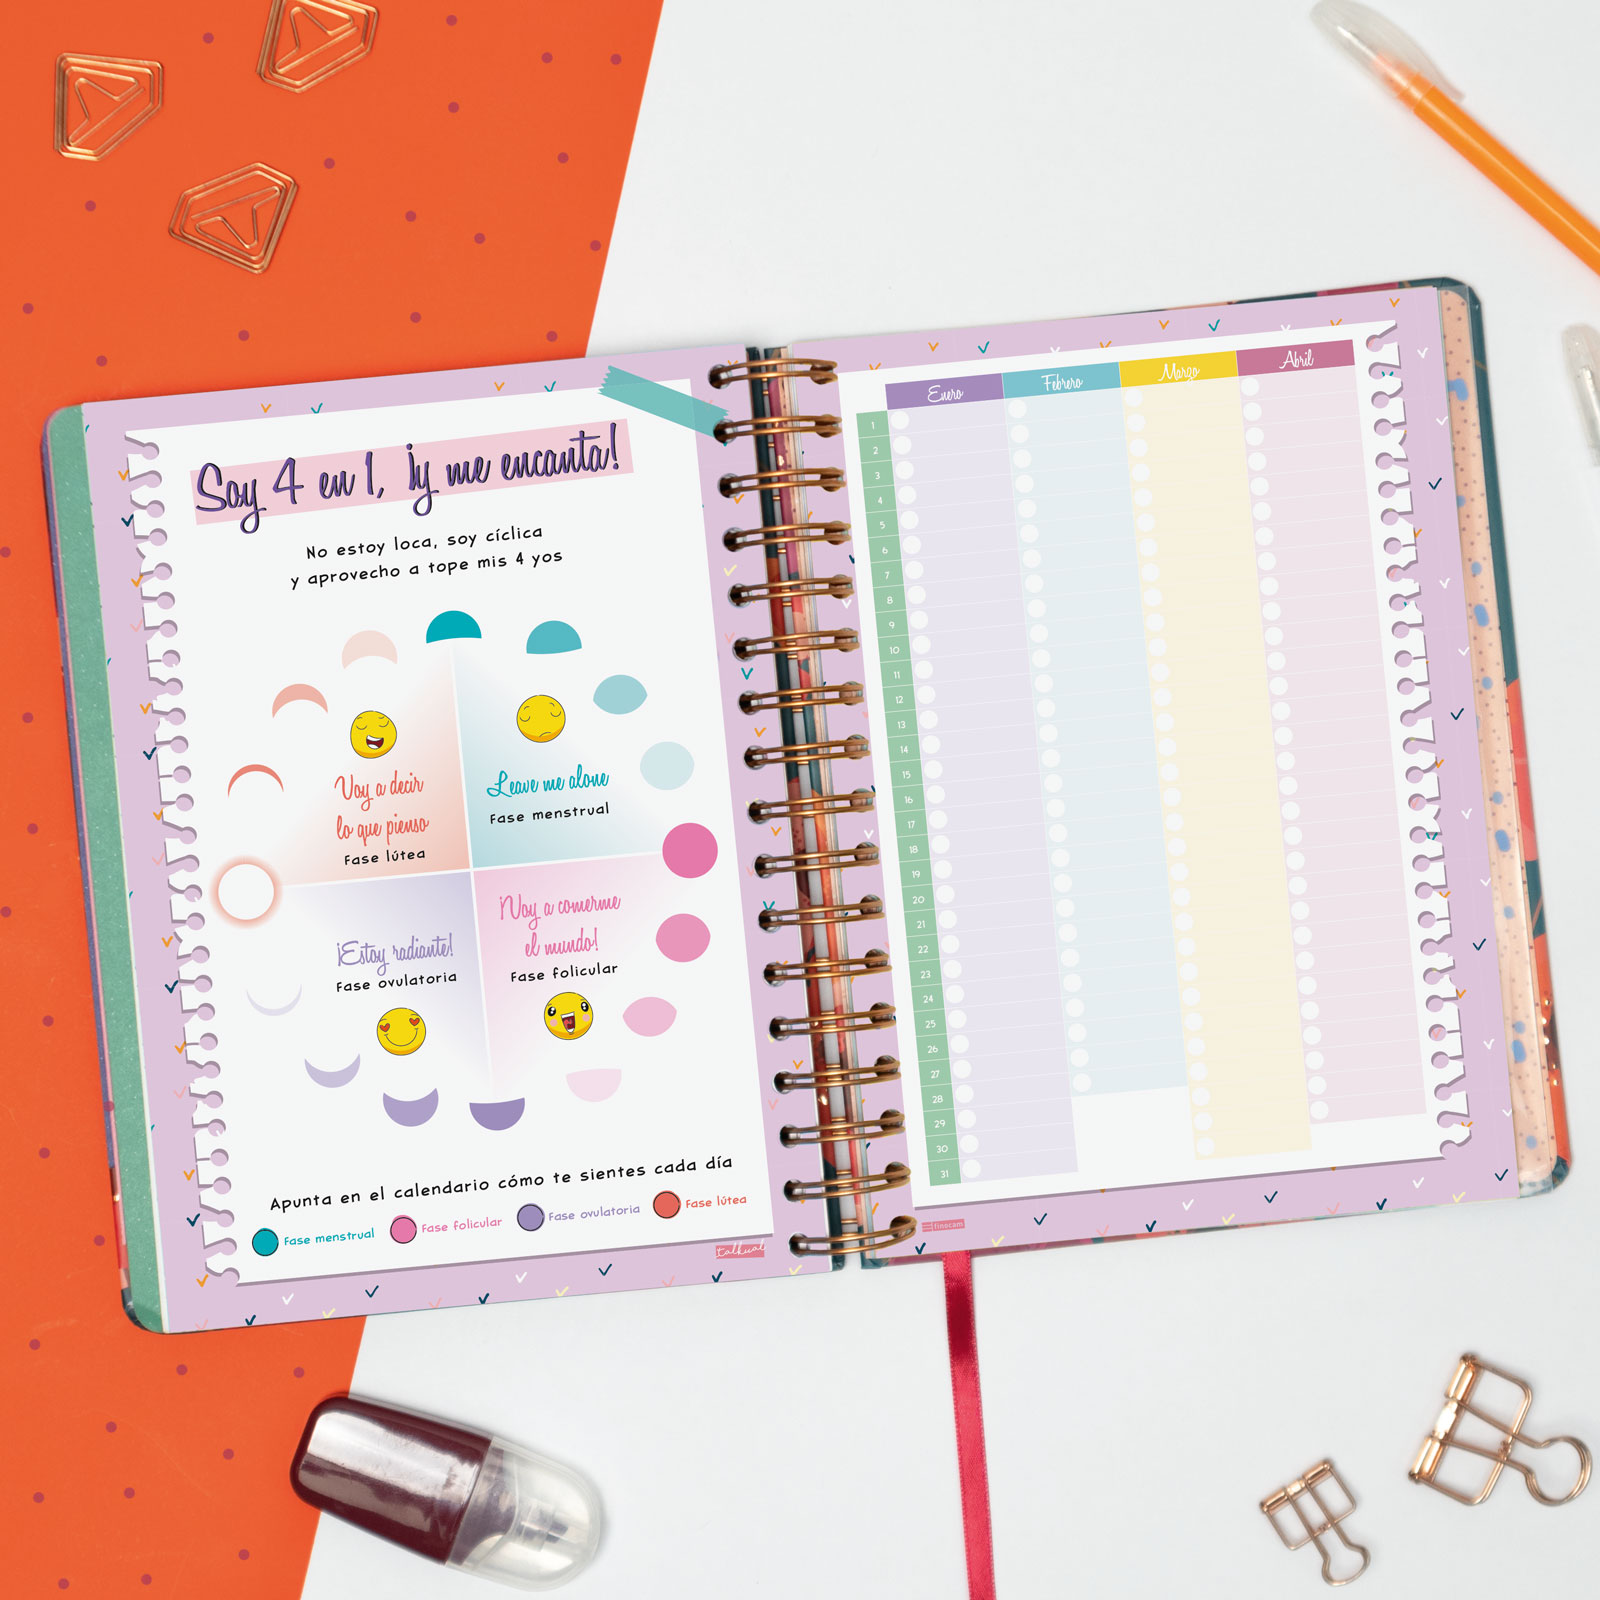 Soy 4 en 1, ¡y me encanta!
No estoy loca, soy cíclica
y aprovecho a tope mis 4 yos
Voy a decir
lo que pienso
Fase lútea
Leave me alone
Fase menstrual
¡Estoy radiante!
Fase ovulatoria
¡Voy a comerme
el mundo!
Fase folicular
Apunta en el calendario cómo te sientes cada día
Fase menstrual
Fase folicular
Fase ovulatoria
Fase lútea
talkual
Enero
Febrero
Marzo
Abril
1
2
3
4
5
6
7
8
9
10
11
12
13
14
15
16
17
18
19
20
21
22
23
24
25
26
27
28
29
30
31
finocam